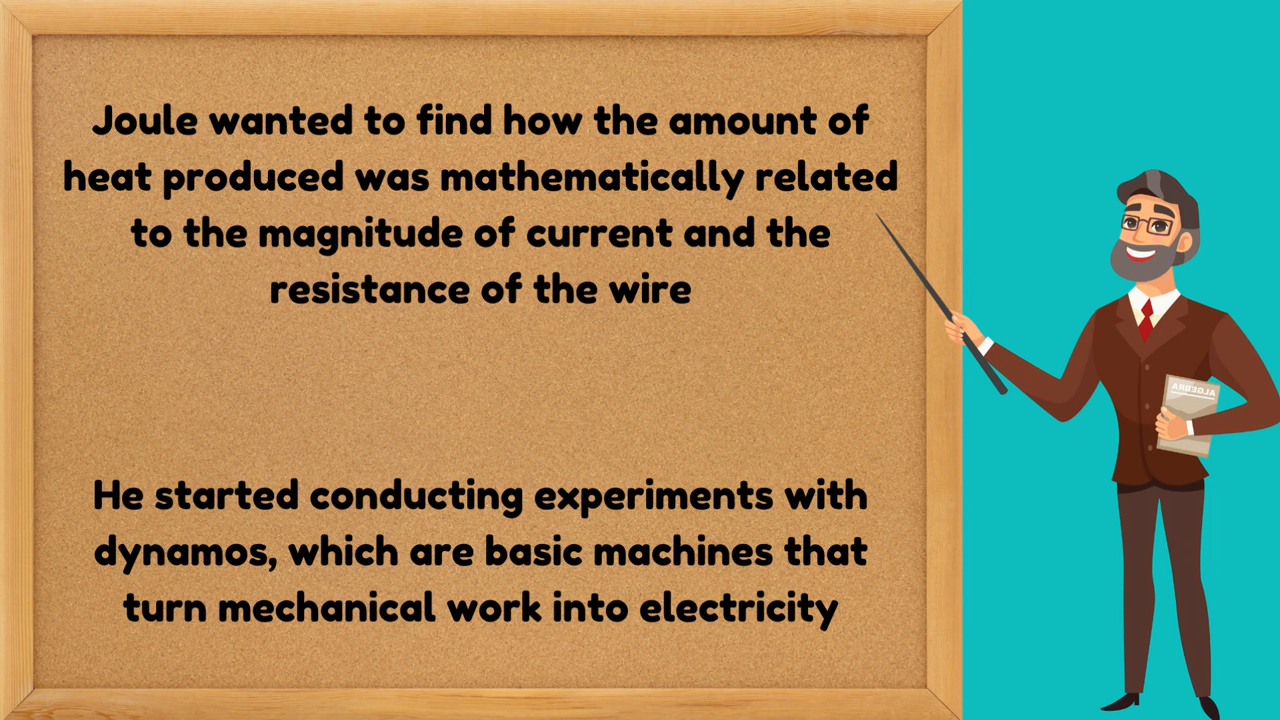 Joule wanted to find how the amount of
heat produced was mathematically related
to the magnitude of current and the
resistance of the wire
He started conducting experiments with
dynamos, which are basic machines that
turn mechanical work into electricity
ALGEBRA